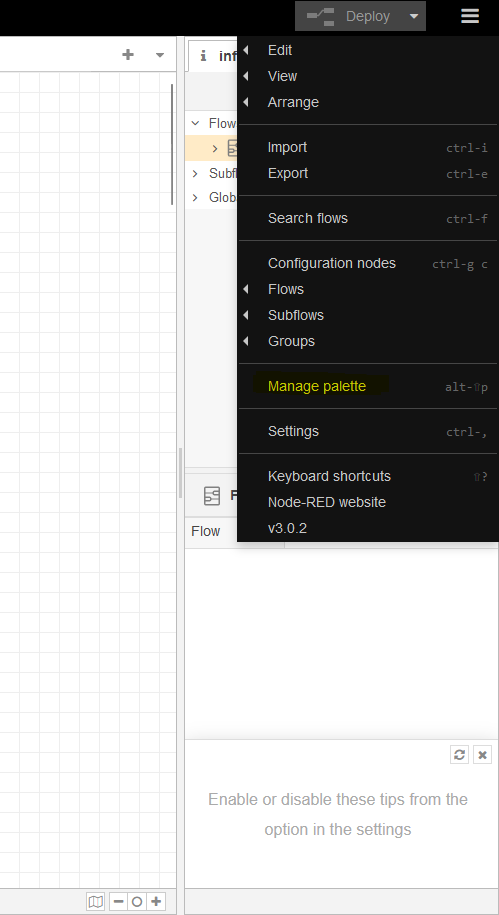 Deploy
i inf
Edit
View
Arrange
Flow
Import ctrl-i
Export ctrl-e
Subfl
Globa
Search flows ctrl-f
Configuration nodes ctrl-g c
Flows
Subflows
Groups
Manage palette alt-⇧p
Settings ctrl-,
Keyboard shortcuts ⇧?
Node-RED website
v3.0.2
F
Flow
Enable or disable these tips from the
option in the settings